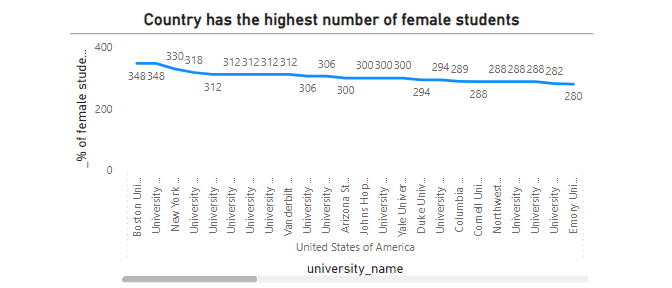 Country has the highest number of female students
_% of female stude...
400
200
0
348 348 330 318 312 312 312 312 312 306 306 300 300 300 300 294 294 289 288 288 288 288 282 280
Boston Uni...
University ...
New York ...
University ...
University ...
University ...
University ...
University ...
Vanderbilt ...
University ...
University ...
Arizona St...
Johns Hop...
University ...
Yale Univer...
Duke Univ...
University ...
Columbia ...
Cornell Uni...
Northwest...
University ...
University ...
University ...
Emory Uni...
United States of America
university_name